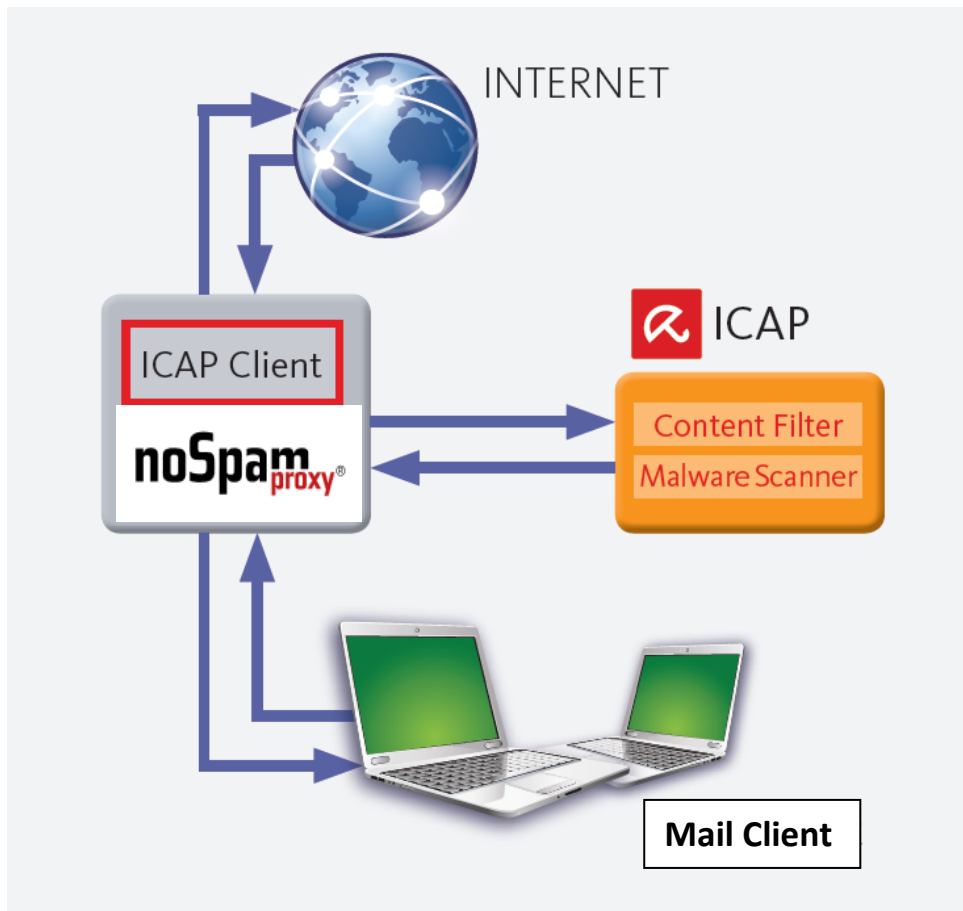 INTERNET
ICAP Client
noSpam
proxy®
ICAP
Content Filter
Malware Scanner
Mail Client